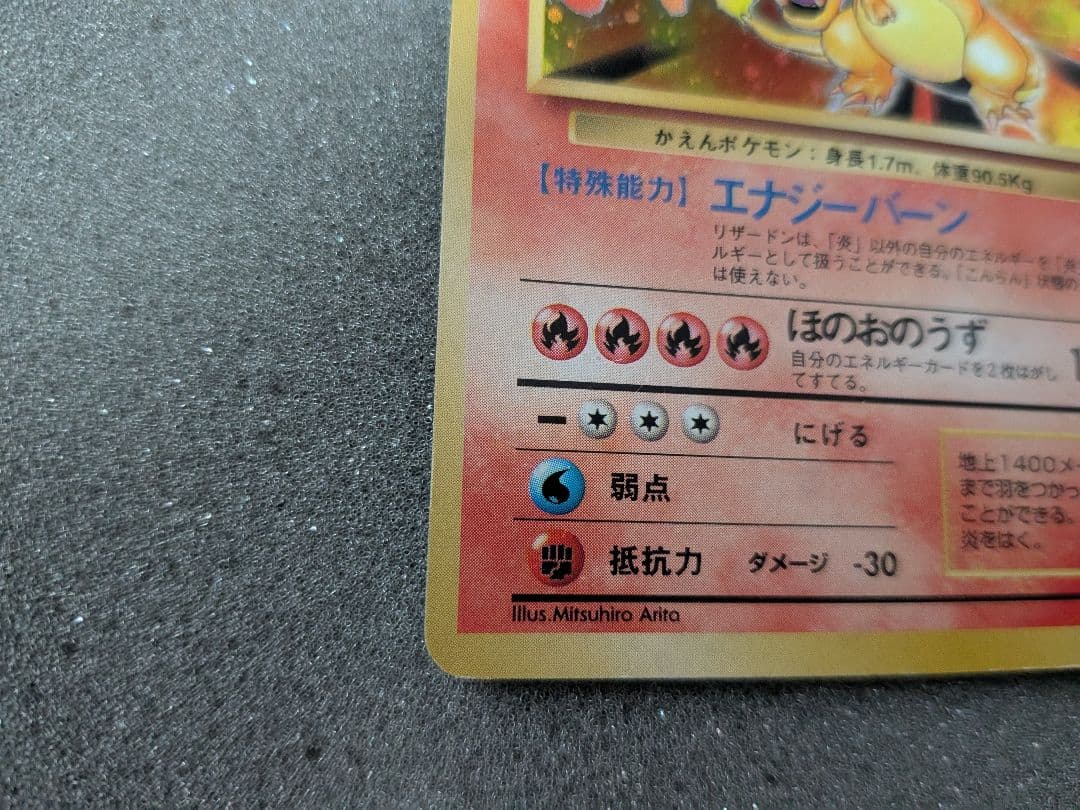 かえんポケモン：身長1.7m、体重90.5Kg
【特殊能力】エナジーバーン
リザードンは、「炎」以外の自分のエネルギーを「炎
ルギーとして扱うことができる。「こんらん」状態の
は使えない。
ほのおのうず
自分のエネルギーカードを2枚はがし
てすてる。
にげる
地上1400メー
弱点
まで羽をつかっ
ことができる。
炎をはく。
抵抗力 ダメージ -30
Illus.Mitsuhiro Arita